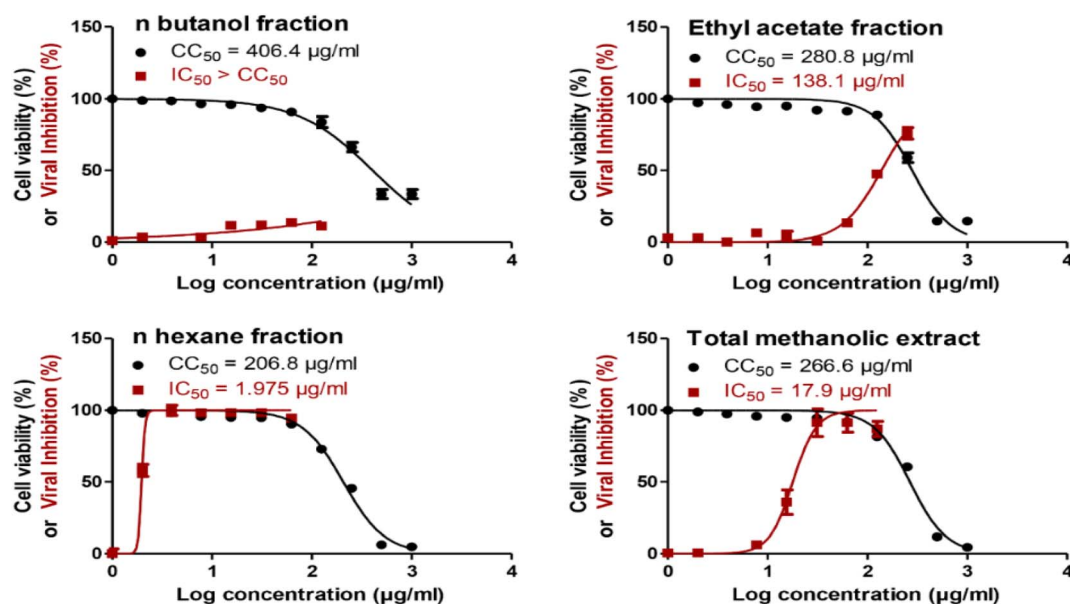 n butanol fraction
CC50 = 406.4 µg/ml
IC50 > CC50
Cell viability (%)
or Viral Inhibition (%)
150
100
50
0
0 1 2 3 4
Log concentration (µg/ml)
Ethyl acetate fraction
CC50 = 280.8 µg/ml
IC50 = 138.1 µg/ml
Cell viability (%)
or Viral Inhibition (%)
150
100
50
0
0 1 2 3 4
Log concentration (µg/ml)
n hexane fraction
CC50 = 206.8 µg/ml
IC50 = 1.975 µg/ml
Cell viability (%)
or Viral Inhibition (%)
150
100
50
0
0 1 2 3 4
Log concentration (µg/ml)
Total methanolic extract
CC50 = 266.6 µg/ml
IC50 = 17.9 µg/ml
Cell viability (%)
or Viral Inhibition (%)
150
100
50
0
0 1 2 3 4
Log concentration (µg/ml)